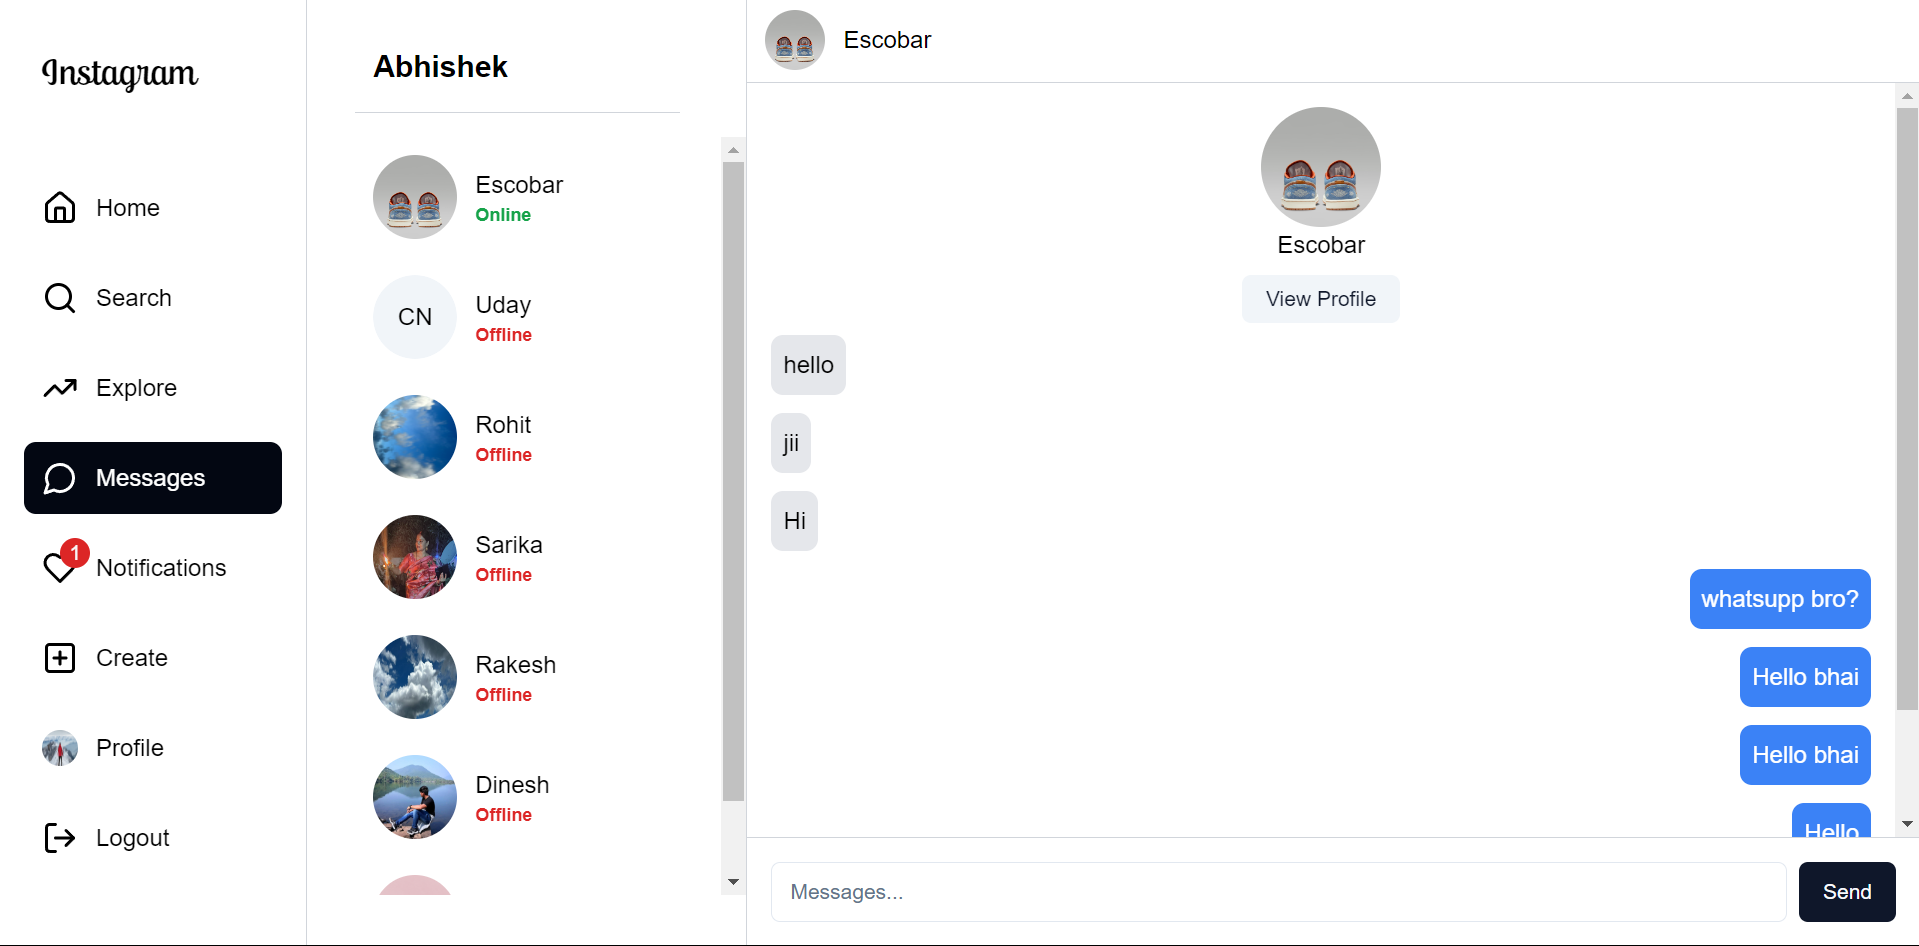 Instagram
Home
Search
Explore
Messages
1
Notifications
Create
Profile
Logout
Abhishek
Escobar
Online
CN
Uday
Offline
Rohit
Offline
Sarika
Offline
Rakesh
Offline
Dinesh
Offline
Escobar
Escobar
View Profile
hello
jii
Hi
whatsupp bro?
Hello bhai
Hello bhai
Hello
Messages...
Send